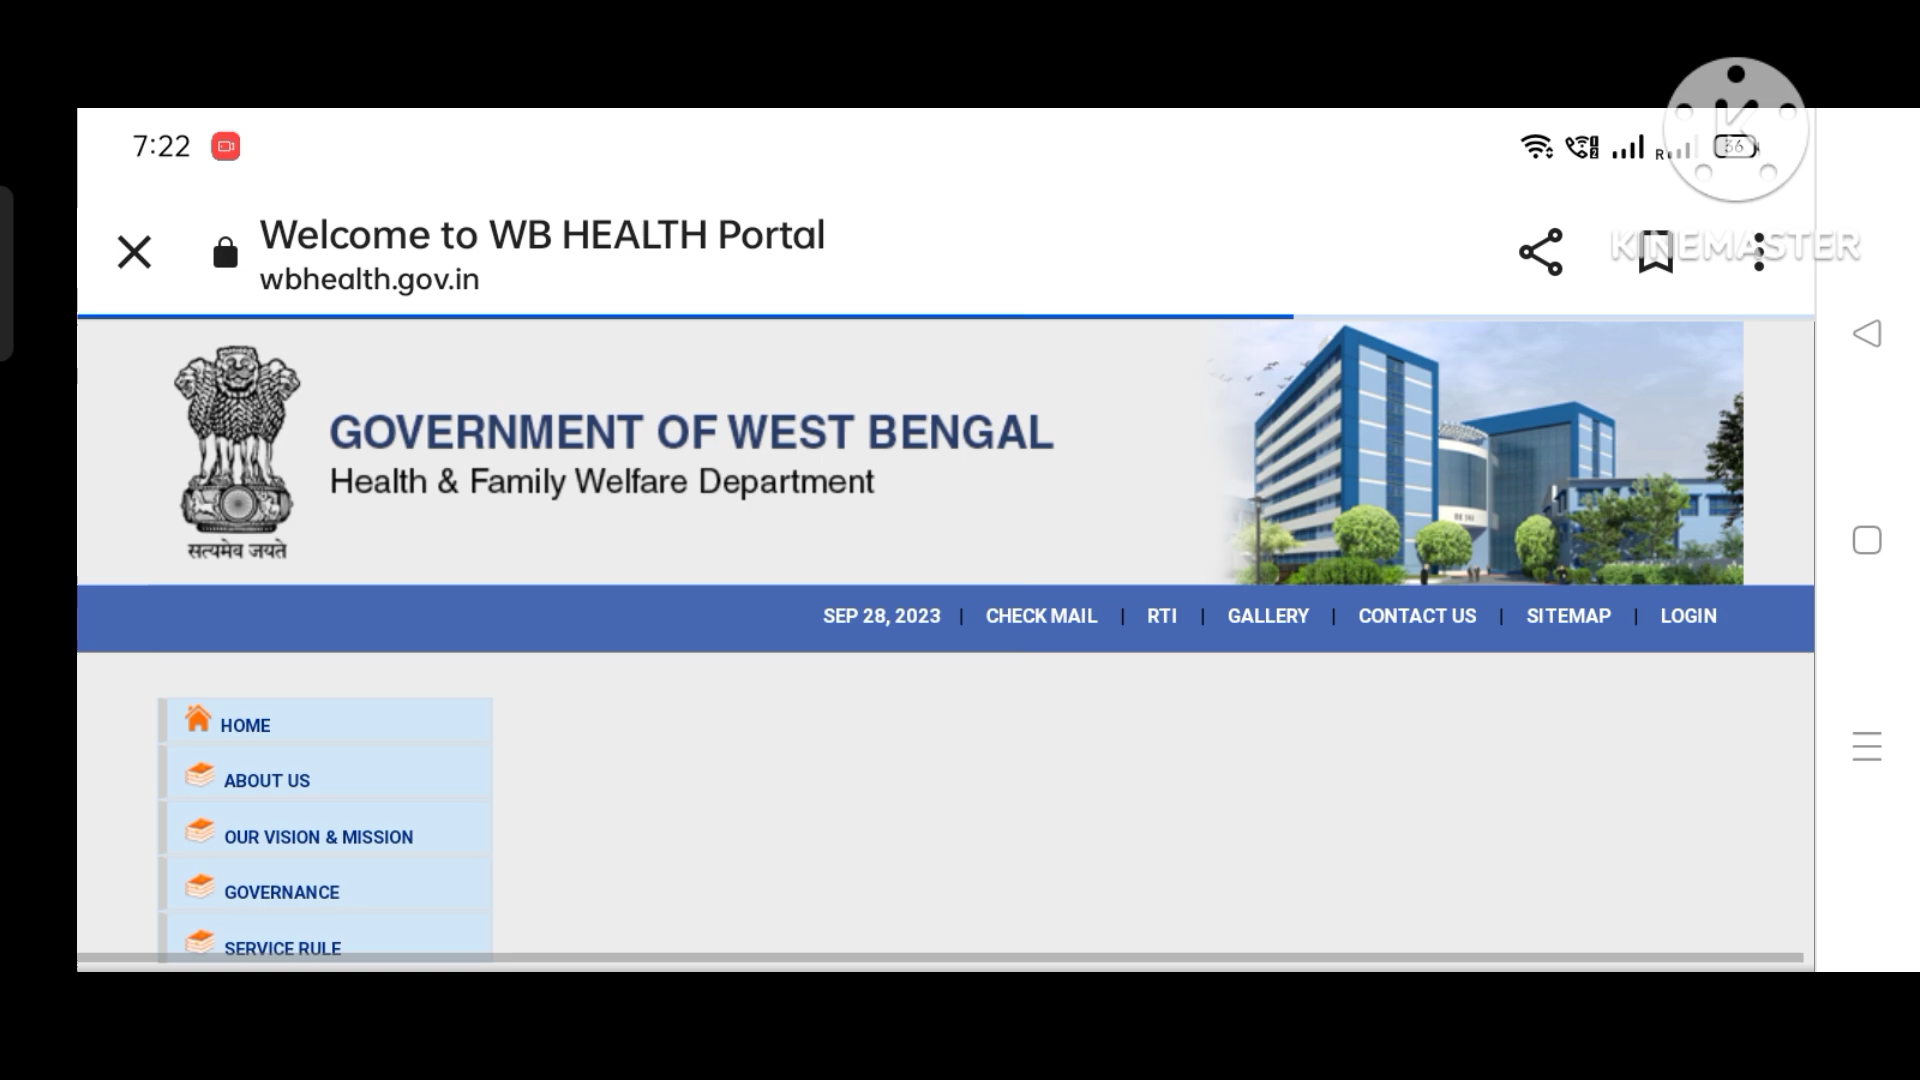 7:22
R
36
KINEMASTER
Welcome to WB HEALTH Portal
wbhealth.gov.in
सत्यमेव जयते
GOVERNMENT OF WEST BENGAL
Health & Family Welfare Department
SEP 28, 2023 | CHECK MAIL | RTI | GALLERY | CONTACT US | SITEMAP | LOGIN
HOME
ABOUT US
OUR VISION & MISSION
GOVERNANCE
SERVICE RULE